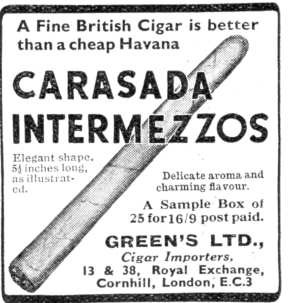 A Fine British Cigar is better
than a cheap Havana
CARASADA
INTERMEZZOS
Elegant shape,
5½ inches long,
as illustrat-
ed.
Delicate aroma and
charming flavour.
A Sample Box of
25 for 16/9 post paid.
GREEN'S LTD.,
Cigar Importers,
13 & 38, Royal Exchange,
Cornhill, London, E.C.3